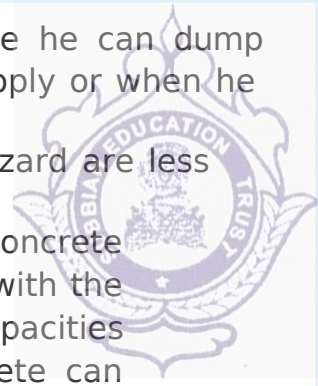 e he can dump
pply or when he
zard are less
oncrete
with the
pacities
ete can
EDUCATION TRUST